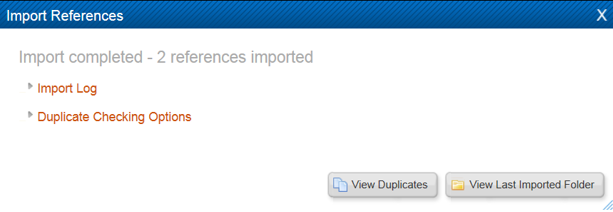 Import References X
Import completed - 2 references imported
Import Log
Duplicate Checking Options
View Duplicates View Last Imported Folder